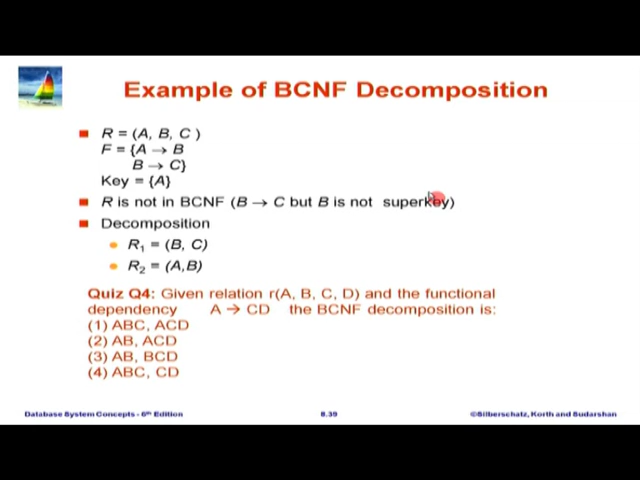 Example of BCNF Decomposition
R = (A, B, C )
F = {A → B
B → C}
Key = {A}
R is not in BCNF (B → C but B is not superkey)
Decomposition
R1 = (B, C)
R2 = (A,B)
Quiz Q4: Given relation r(A, B, C, D) and the functional
dependency A → CD the BCNF decomposition is:
(1) ABC, ACD
(2) AB, ACD
(3) AB, BCD
(4) ABC, CD
Database System Concepts - 6th Edition
8.39
©Silberschatz, Korth and Sudarshan